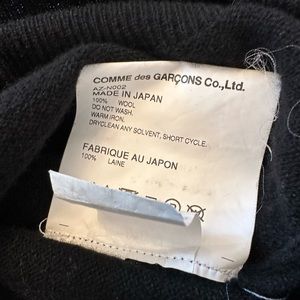 COMME des GARÇONS Co.,Ltd.
AZ-N002
MADE IN JAPAN
100% WOOL
DO NOT WASH.
WARM IRON.
DRYCLEAN ANY SOLVENT, SHORT CYCLE.
FABRIQUE AU JAPON
100% LAINE